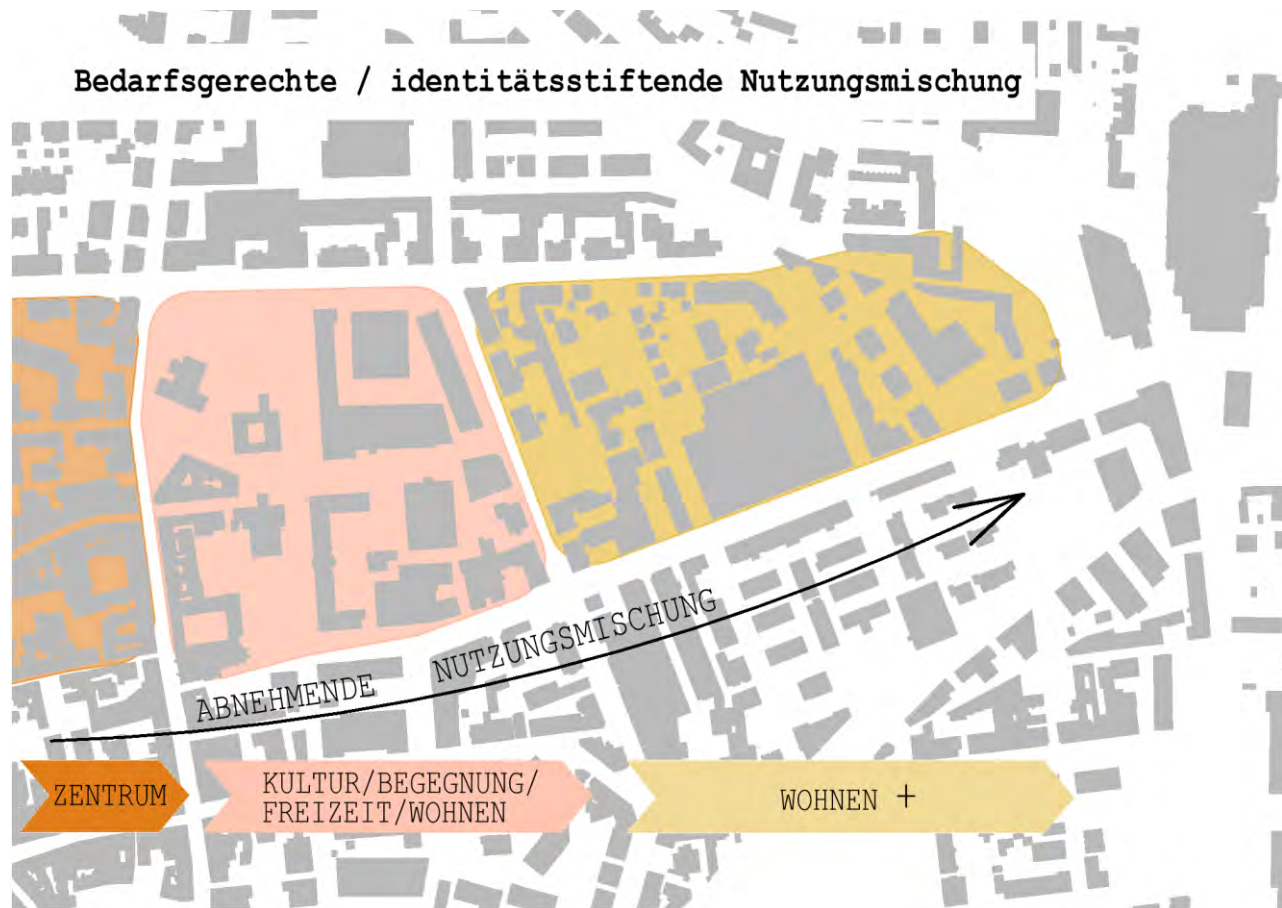 Bedarfsgerechte / identitätsstiftende Nutzungsmischung
ABNEHMENDE NUTZUNGSMISCHUNG
ZENTRUM
KULTUR/BEGEGNUNG/
FREIZEIT/WOHNEN
WOHNEN +